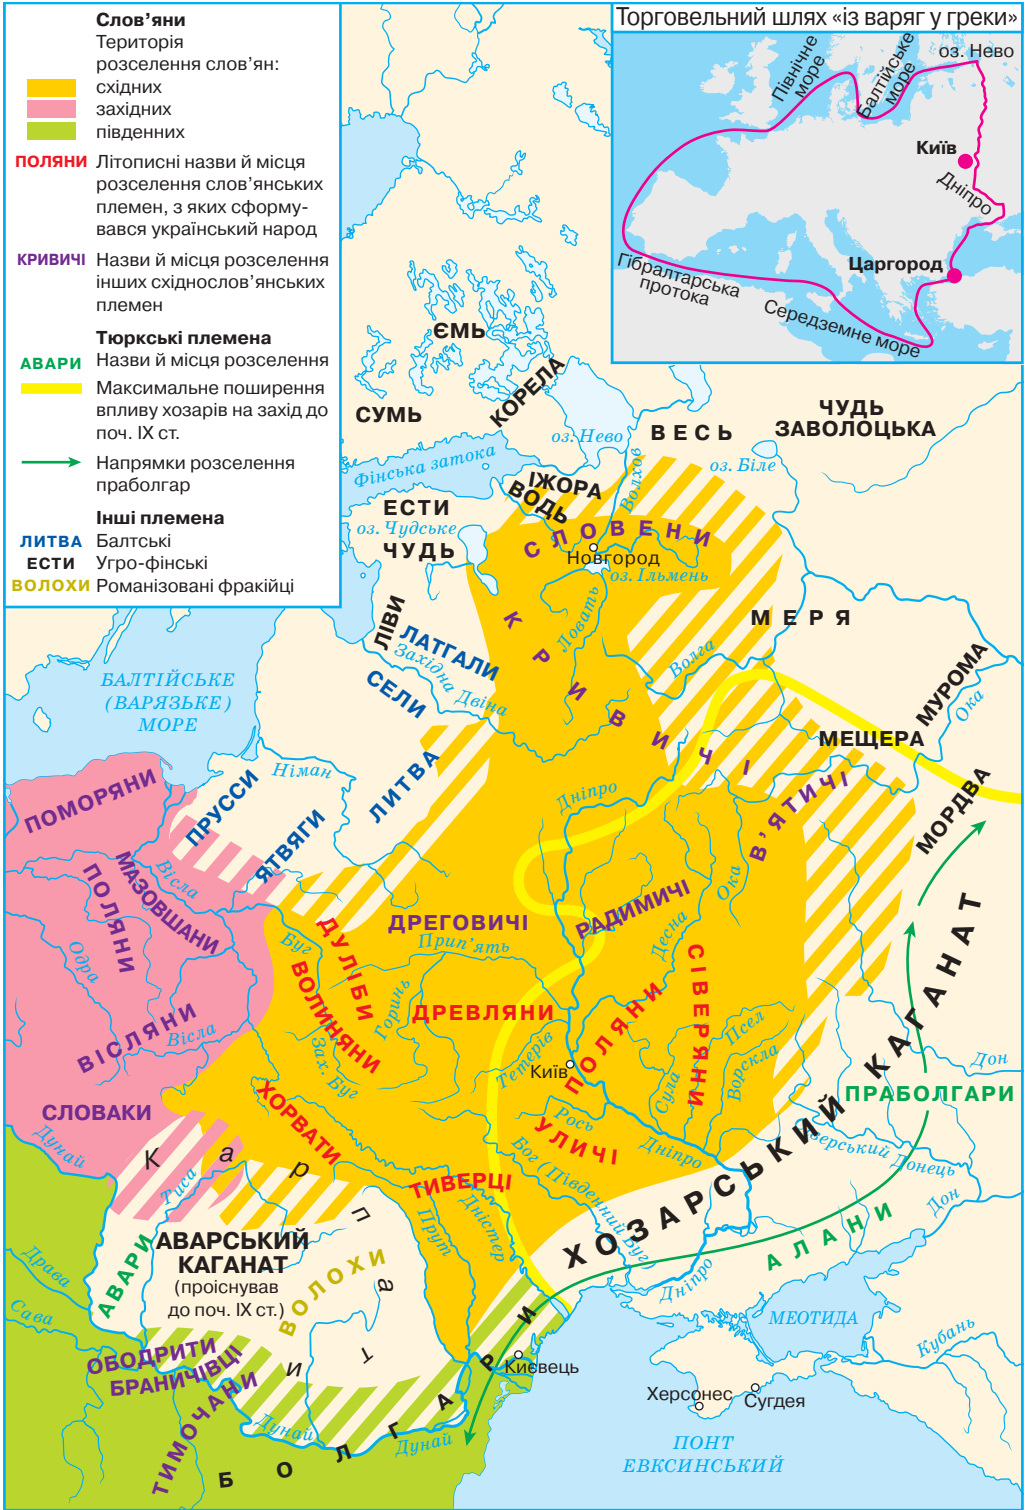 Слов’яни
Територія
розселення слов’ян:
східних
західних
південних
ПОЛЯНИ Літописні назви й місця
розселення слов’янських
племен, з яких сформу-
вався український народ
КРИВИЧІ Назви й місця розселення
інших східнослов’янських
племен
Тюркські племена
АВАРИ Назви й місця розселення
Максимальне поширення
впливу хозарів на захід до
поч. IX ст.
Напрямки розселення
праболгар
Інші племена
ЛИТВА Балтські
ЕСТИ Угро-фінські
ВОЛОХИ Романізовані фракійці
Торговельний шлях «із варяг у греки»
Північне
море
Балтійське
море
оз. Нево
Київ
Дніпро
Царгород
Гібралтарська
протока
Середземне море
ЄМЬ
КОРЕЛА
СУМЬ
оз. Нево
ВЕСЬ
ЧУДЬ
ЗАВОЛОЦЬКА
Фінська затока
оз. Біле
ІЖОРА
ВОДЬ
Волхов
ЕСТИ
оз. Чудське
ЧУДЬ
СЛОВЕНИ
Новгород
оз. Ільмень
ЛІВИ
ЛАТГАЛИ
Західна Двіна
СЕЛИ
КРИВИЧІ
Ловать
МЕРЯ
Волга
МУРОМА
Ока
БАЛТІЙСЬКЕ
(ВАРЯЗЬКЕ)
МОРЕ
МЕЩЕРА
ЛИТВА
Німан
ПРУССИ
ЯТВЯГИ
ПОМОРЯНИ
Дніпро
В’ЯТИЧІ
МОРДВА
МАЗОВШАНИ
Вісла
ПОЛЯНИ
Одра
Ока
РАДИМИЧІ
ДРЕГОВИЧІ
Прип’ять
ДУЛІБИ
Буг
ВОЛИНЯНИ
Десна
СІВЕРЯНИ
Горинь
ДРЕВЛЯНИ
ПОЛЯНИ
ВІСЛЯНИ
Вісла
Зах. Буг
Тетерів
Київ
Псел
Ворскла
Сула
Дон
ХОЗАРСЬКИЙ КАГАНАТ
ПРАБОЛГАРИ
СЛОВАКИ
ХОРВАТИ
Рось
УЛИЧІ
Дніпро
Сіверський Донець
Дунай
Карпати
Тиса
ТИВЕРЦІ
Бог (Південний Буг)
Дністер
Прут
Дон
АЛАНИ
АВАРСЬКИЙ
КАГАНАТ
(проіснував
до поч. IX ст.)
АВАРИ
ВОЛОХИ
Драва
Сава
Дніпро
МЕОТИДА
Кубань
ОБОДРИТИ
БРАНИЧІВЦІ
ТИМОЧАНИ
Києвець
Херсонес
Сугдея
Дунай
Дунай
БОЛГАРИ
ПОНТ
ЕВКСИНСЬКИЙ